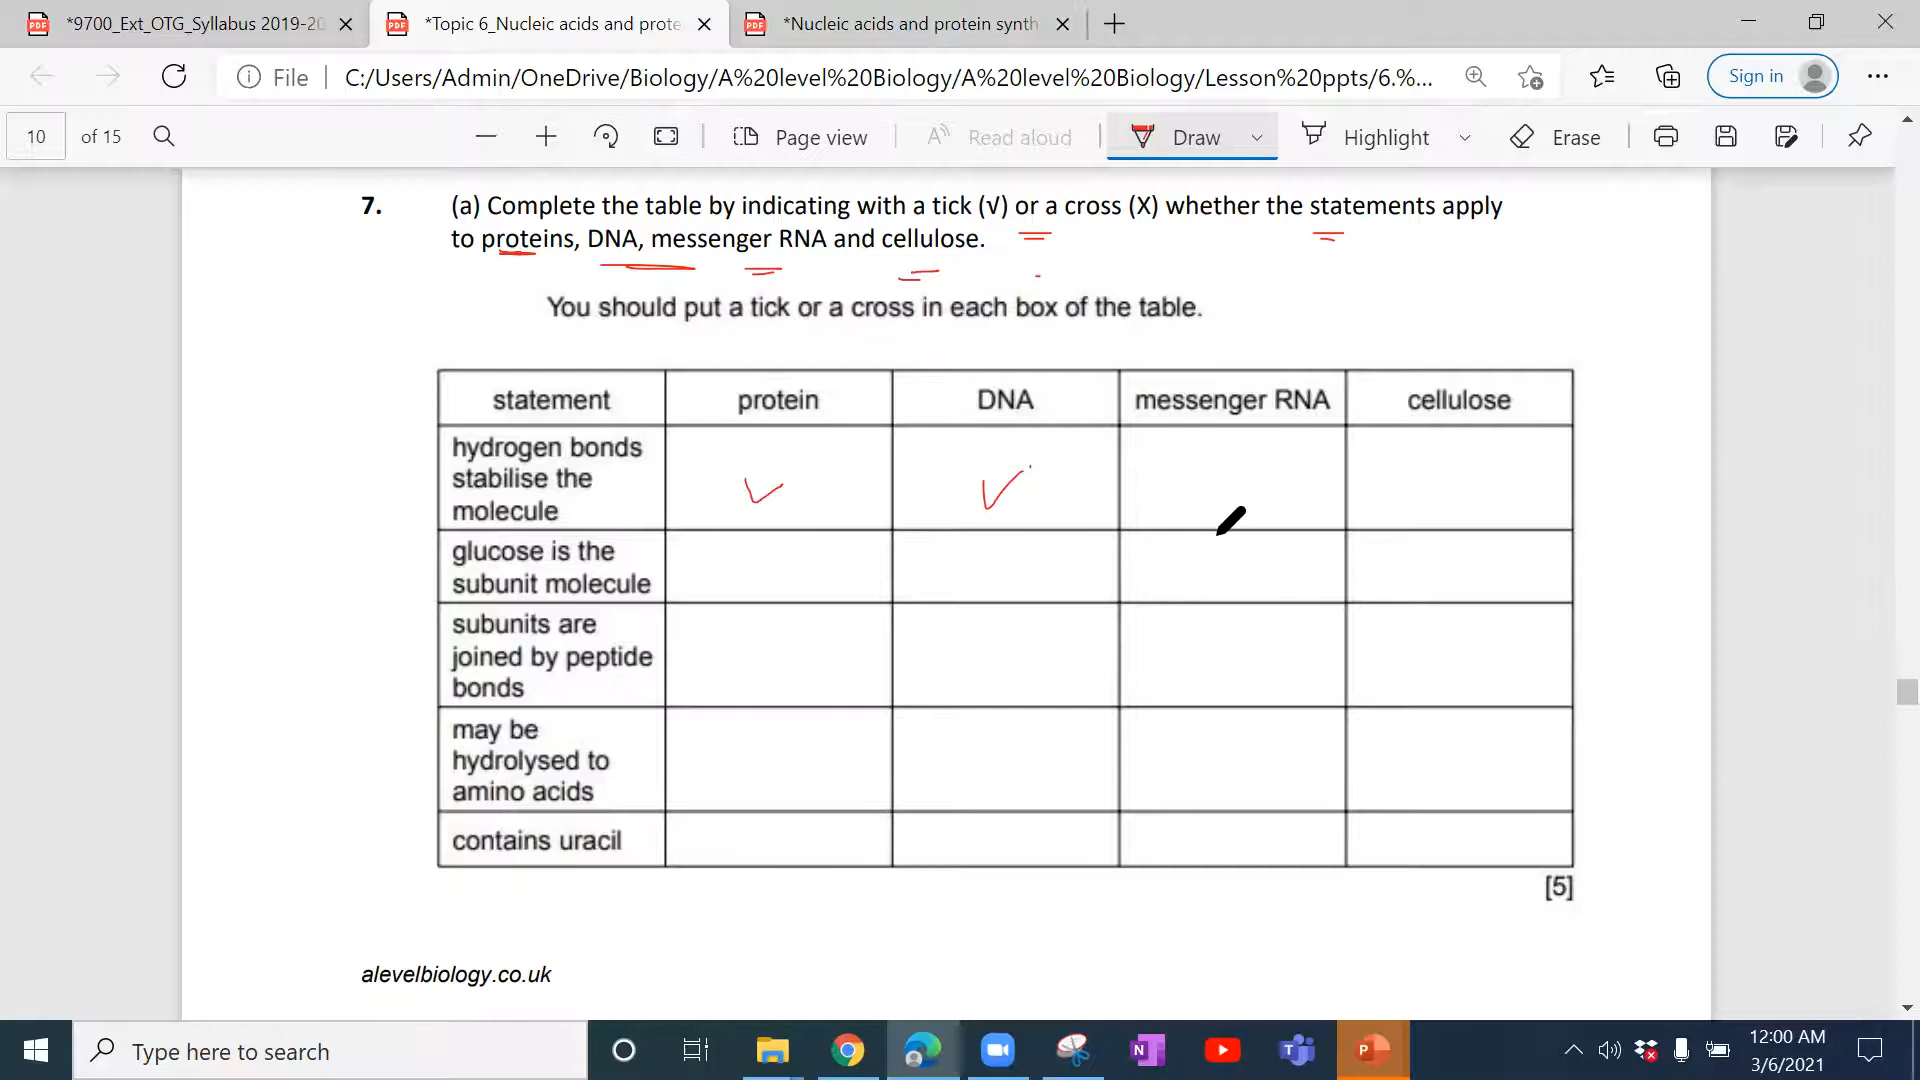 *9700_Ext_OTG_Syllabus 2019-20
*Topic 6_Nucleic acids and prote
*Nucleic acids and protein synth
File
C:/Users/Admin/OneDrive/Biology/A%20level%20Biology/A%20level%20Biology/Lesson%20ppts/6.%...
Sign in
10 of 15
Page view
Read aloud
Draw
Highlight
Erase
7. (a) Complete the table by indicating with a tick (√) or a cross (X) whether the statements apply
to proteins, DNA, messenger RNA and cellulose.
You should put a tick or a cross in each box of the table.
statement protein DNA messenger RNA cellulose
hydrogen bonds
stabilise the
molecule
glucose is the
subunit molecule
subunits are
joined by peptide
bonds
may be
hydrolysed to
amino acids
contains uracil
[5]
alevelbiology.co.uk
Type here to search
12:00 AM
3/6/2021